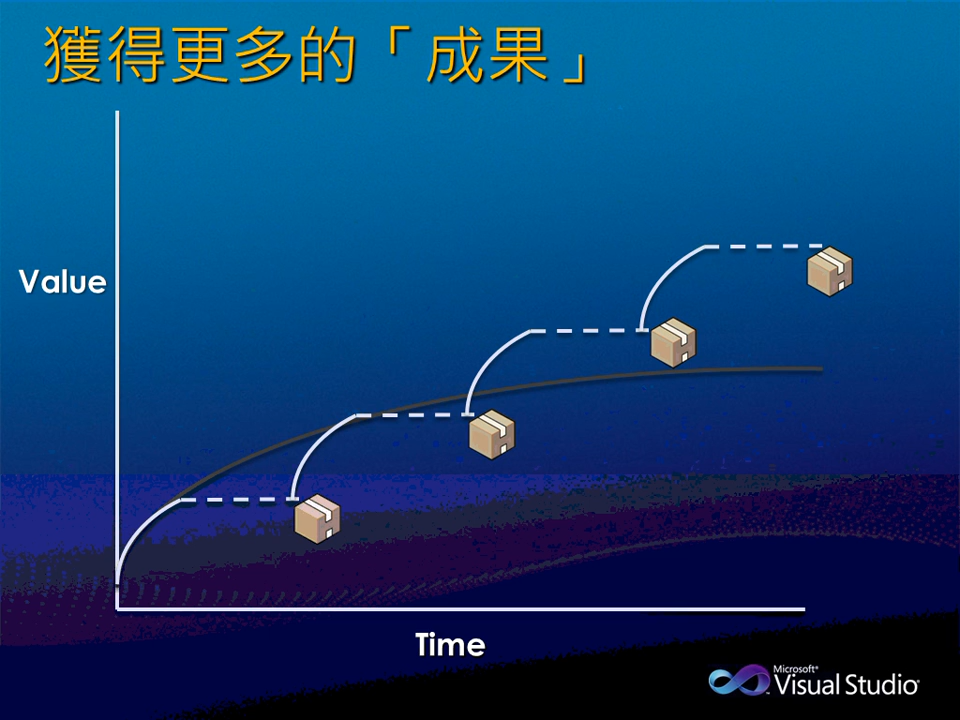 獲得更多的「成果」
Value
Time
Microsoft®
Visual Studio®